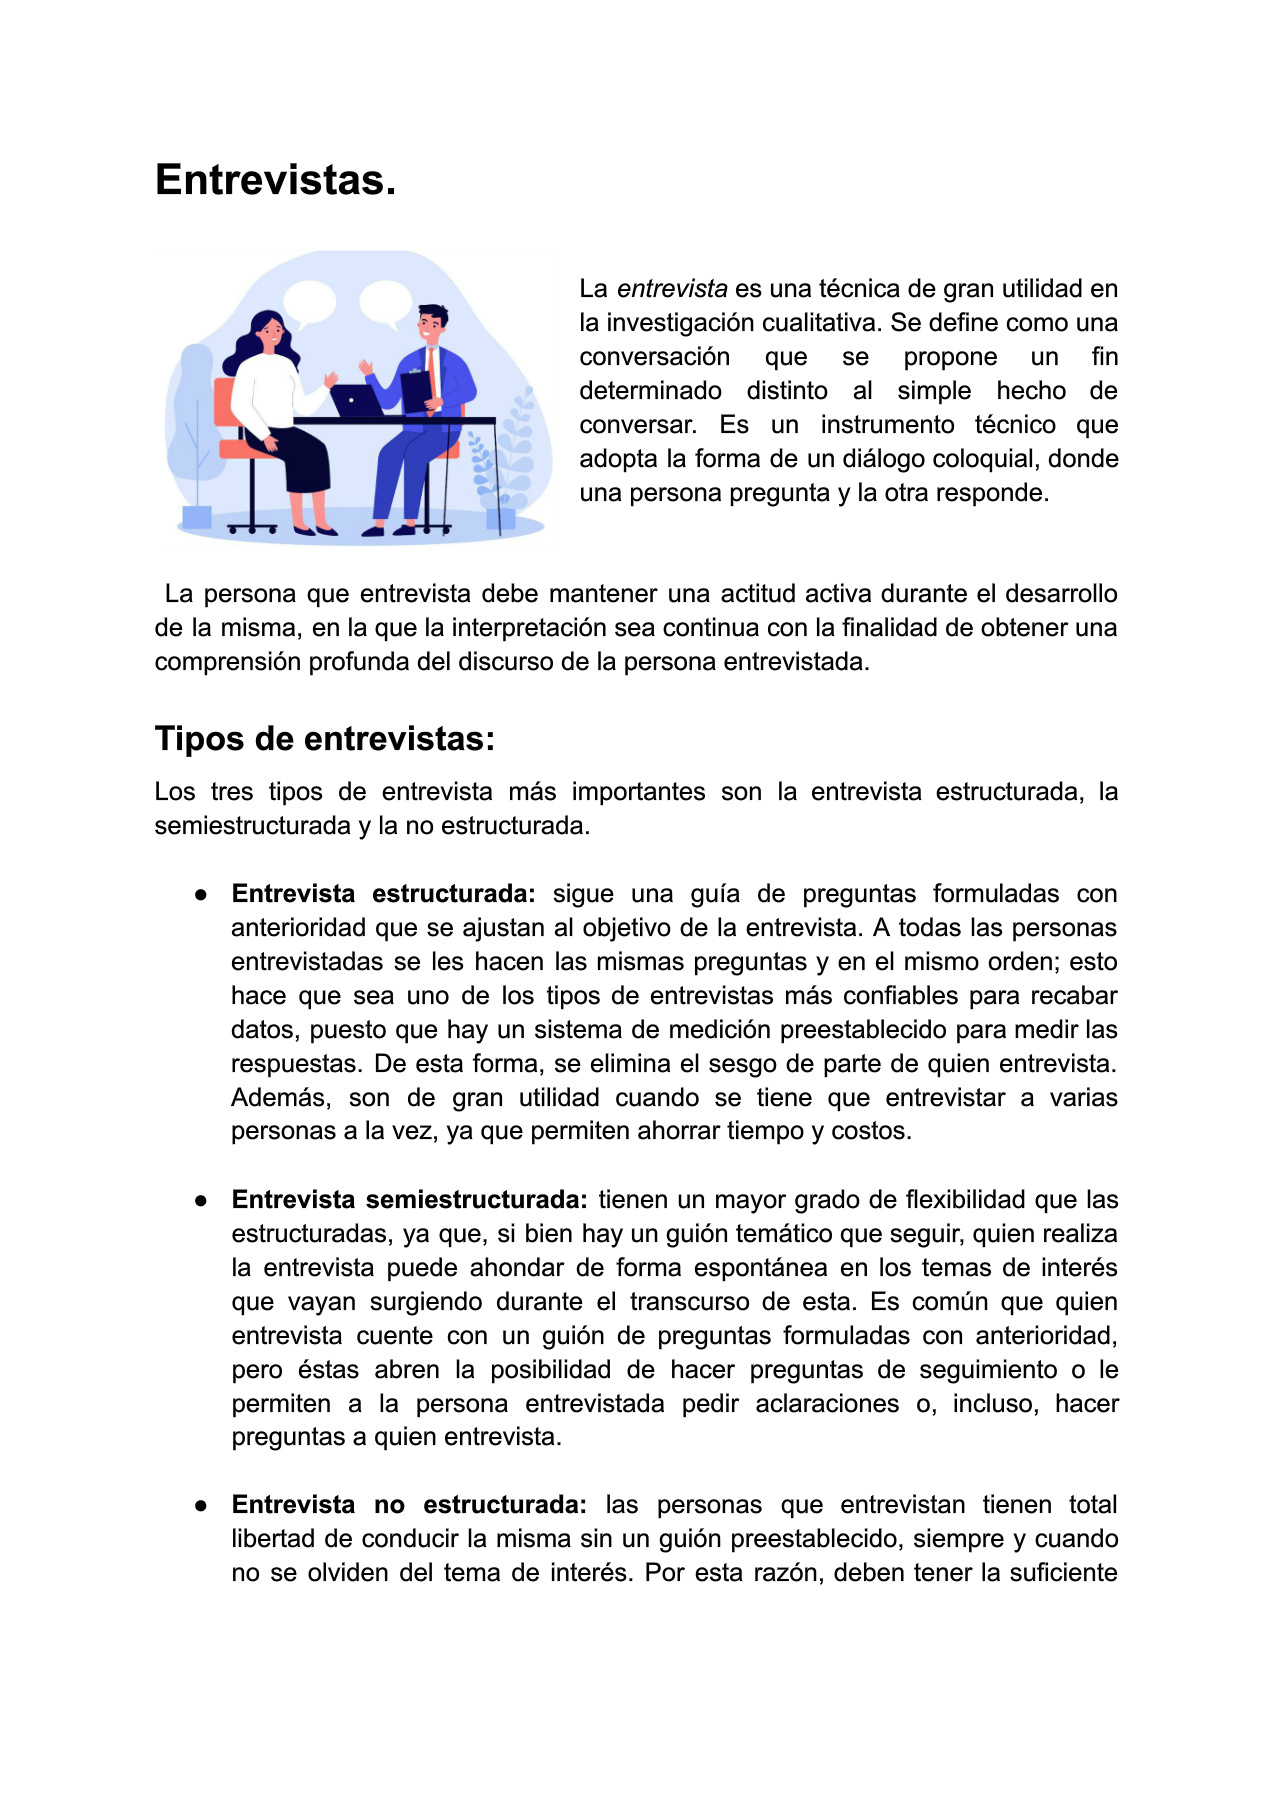 Entrevistas.
La entrevista es una técnica de gran utilidad en
la investigación cualitativa. Se define como una
conversación que se propone un fin
determinado distinto al simple hecho de
conversar. Es un instrumento técnico que
adopta la forma de un diálogo coloquial, donde
una persona pregunta y la otra responde.
La persona que entrevista debe mantener una actitud activa durante el desarrollo
de la misma, en la que la interpretación sea continua con la finalidad de obtener una
comprensión profunda del discurso de la persona entrevistada.
Tipos de entrevistas:
Los tres tipos de entrevista más importantes son la entrevista estructurada, la
semiestructurada y la no estructurada.
● Entrevista estructurada: sigue una guía de preguntas formuladas con
anterioridad que se ajustan al objetivo de la entrevista. A todas las personas
entrevistadas se les hacen las mismas preguntas y en el mismo orden; esto
hace que sea uno de los tipos de entrevistas más confiables para recabar
datos, puesto que hay un sistema de medición preestablecido para medir las
respuestas. De esta forma, se elimina el sesgo de parte de quien entrevista.
Además, son de gran utilidad cuando se tiene que entrevistar a varias
personas a la vez, ya que permiten ahorrar tiempo y costos.
● Entrevista semiestructurada: tienen un mayor grado de flexibilidad que las
estructuradas, ya que, si bien hay un guión temático que seguir, quien realiza
la entrevista puede ahondar de forma espontánea en los temas de interés
que vayan surgiendo durante el transcurso de esta. Es común que quien
entrevista cuente con un guión de preguntas formuladas con anterioridad,
pero éstas abren la posibilidad de hacer preguntas de seguimiento o le
permiten a la persona entrevistada pedir aclaraciones o, incluso, hacer
preguntas a quien entrevista.
● Entrevista no estructurada: las personas que entrevistan tienen total
libertad de conducir la misma sin un guión preestablecido, siempre y cuando
no se olviden del tema de interés. Por esta razón, deben tener la suficiente